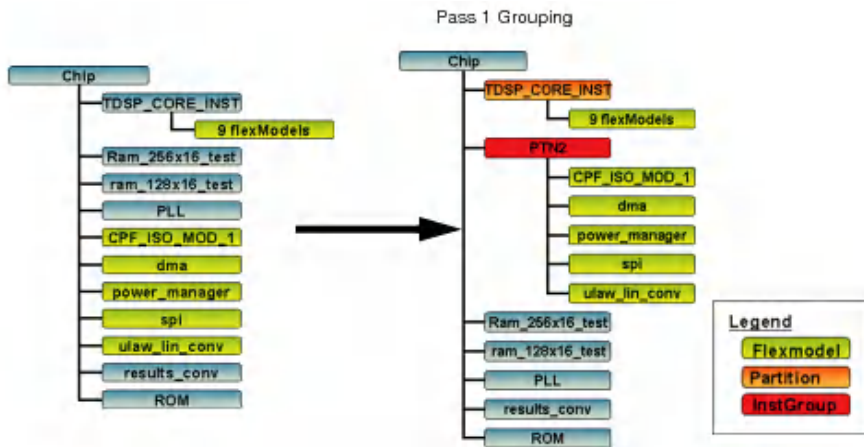 Pass 1 Grouping
Chip
TDSP_CORE_INST
9 flexModels
Ram_256x16_test
ram_128x16_test
PLL
CPF_ISO_MOD_1
dma
power_manager
spi
ulaw_lin_conv
results_conv
ROM
Chip
TDSP_CORE_INST
9 flexModels
PTN2
CPF_ISO_MOD_1
dma
power_manager
spi
ulaw_lin_conv
Ram_256x16_test
ram_128x16_test
PLL
results_conv
ROM
Legend
Flexmodel
Partition
InstGroup